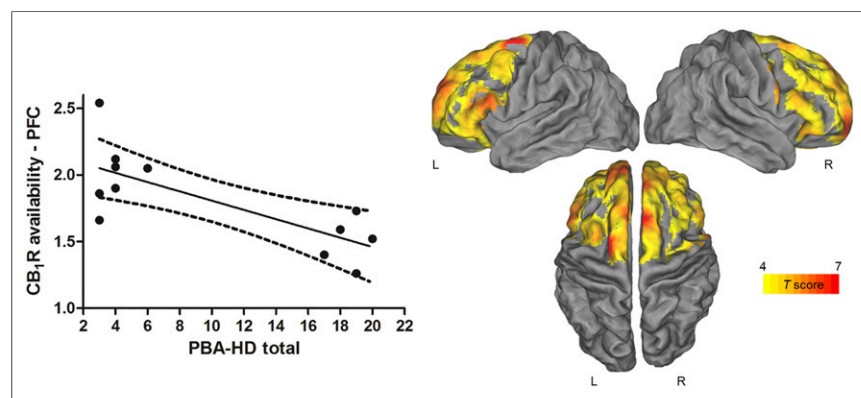 CB₁R availability - PFC
2.5
2.0
1.5
1.0
2 4 6 8 10 12 14 16 18 20 22
PBA-HD total
L
R
4 7
T score
L R